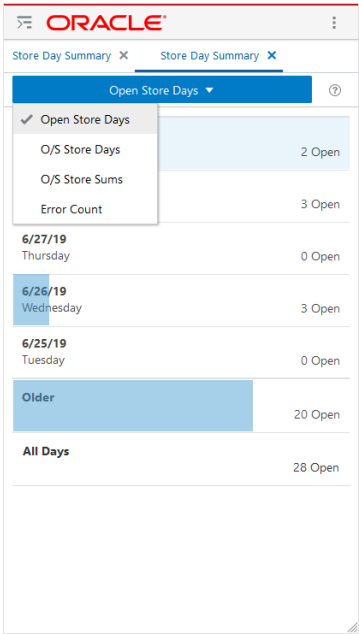 ORACLE
Store Day Summary ✕ Store Day Summary ✕
Open Store Days ▼ ?
✓ Open Store Days
O/S Store Days
2 Open
O/S Store Sums
Error Count
3 Open
6/27/19
Thursday
0 Open
6/26/19
Wednesday
3 Open
6/25/19
Tuesday
0 Open
Older
20 Open
All Days
28 Open